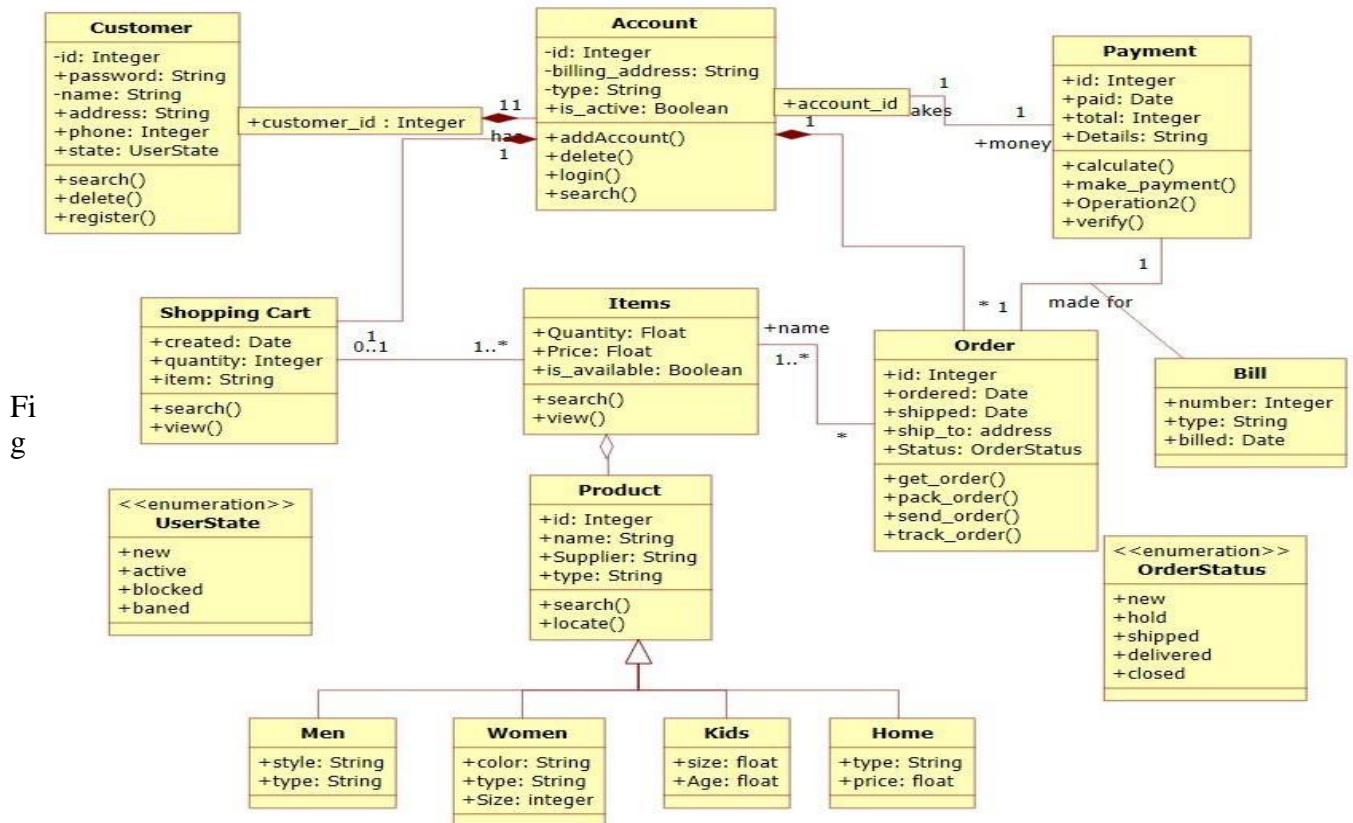 Customer
-id: Integer
+password: String
-name: String
+address: String
+phone: Integer
+state: UserState
+search()
+delete()
+register()
+customer_id : Integer
11
has
1
Account
-id: Integer
-billing_address: String
-type: String
+is_active: Boolean
+addAccount()
+delete()
+login()
+search()
+account_id
1
akes
1
1
+money
Payment
+id: Integer
+paid: Date
+total: Integer
+Details: String
+calculate()
+make_payment()
+Operation2()
+verify()
1
made for
* 1
Shopping Cart
+created: Date
+quantity: Integer
+item: String
+search()
+view()
1
0..1
1..*
Items
+Quantity: Float
+Price: Float
+is_available: Boolean
+search()
+view()
+name
1..*
*
Order
+id: Integer
+ordered: Date
+shipped: Date
+ship_to: address
+Status: OrderStatus
+get_order()
+pack_order()
+send_order()
+track_order()
Bill
+number: Integer
+type: String
+billed: Date
Fi
g
<<enumeration>>
UserState
+new
+active
+blocked
+baned
Product
+id: Integer
+name: String
+Supplier: String
+type: String
+search()
+locate()
<<enumeration>>
OrderStatus
+new
+hold
+shipped
+delivered
+closed
Men
+style: String
+type: String
Women
+color: String
+type: String
+Size: integer
Kids
+size: float
+Age: float
Home
+type: String
+price: float